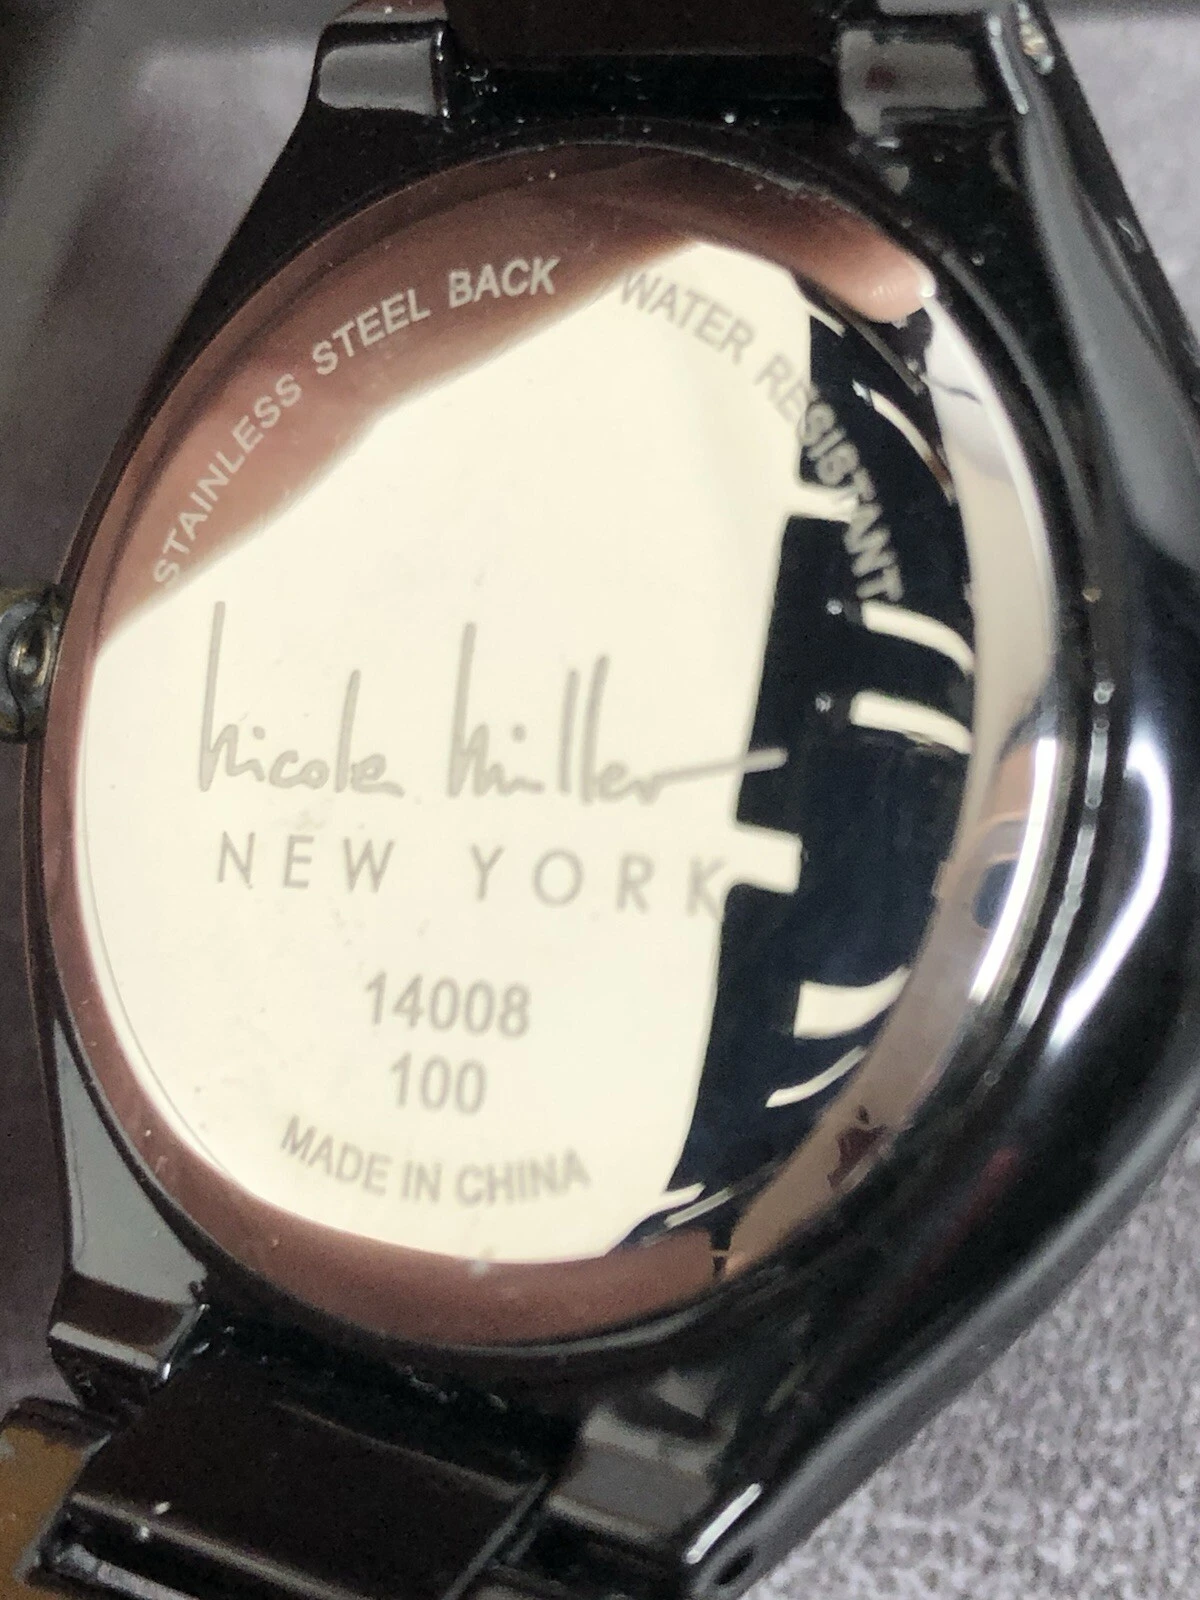 STAINLESS STEEL BACK
WATER RESISTANT
Nicole Miller
NEW YORK
14008
100
MADE IN CHINA